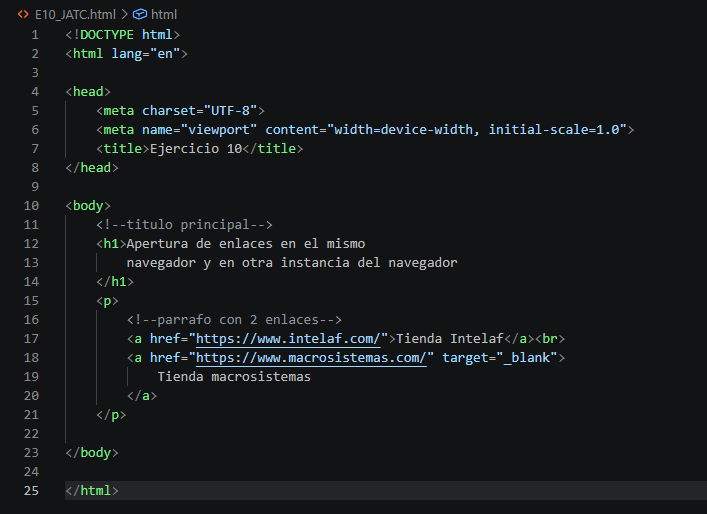 E10_JATC.html > html
1 <!DOCTYPE html>
2 <html lang="en">
3
4 <head>
5 <meta charset="UTF-8">
6 <meta name="viewport" content="width=device-width, initial-scale=1.0">
7 <title>Ejercicio 10</title>
8 </head>
9
10 <body>
11 <!--titulo principal-->
12 <h1>Apertura de enlaces en el mismo
13 navegador y en otra instancia del navegador
14 </h1>
15 <p>
16 <!--parrafo con 2 enlaces-->
17 <a href="https://www.intelaf.com/">Tienda Intelaf</a><br>
18 <a href="https://www.macrosistemas.com/" target="_blank">
19 Tienda macrosistemas
20 </a>
21 </p>
22
23 </body>
24
25 </html>